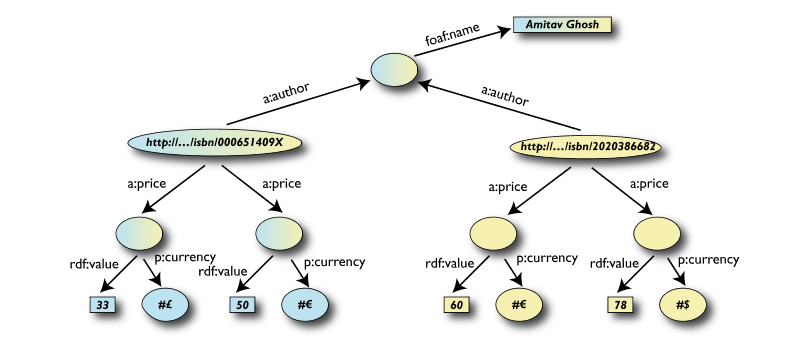 Amitav Ghosh
foaf:name
a:author
a:author
http://…/isbn/000651409X
http://…/isbn/2020386682
a:price
a:price
a:price
a:price
rdf:value
p:currency
rdf:value
p:currency
rdf:value
p:currency
rdf:value
p:currency
33
#£
50
#€
60
#€
78
#$